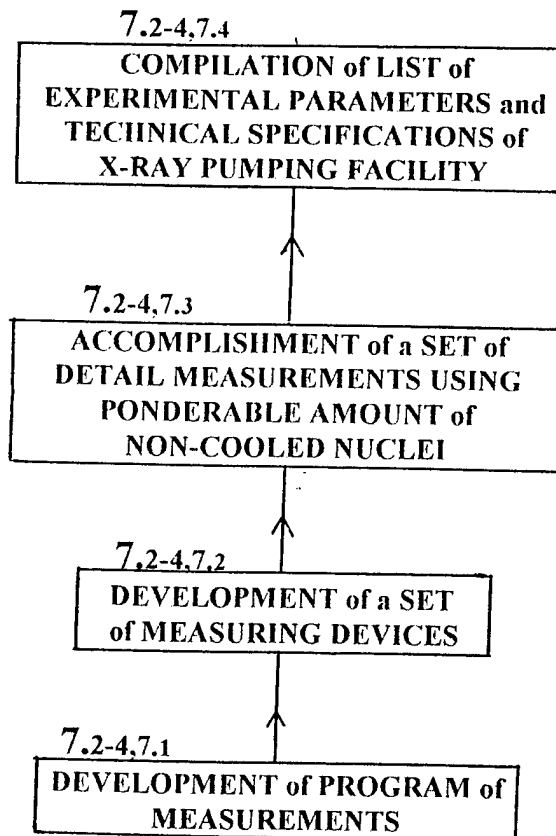 7.2-4,7.4
COMPILATION of LIST of
EXPERIMENTAL PARAMETERS and
TECHNICAL SPECIFICATIONS of
X-RAY PUMPING FACILITY
7.2-4,7.3
ACCOMPLISHMENT of a SET of
DETAIL MEASUREMENTS USING
PONDERABLE AMOUNT of
NON-COOLED NUCLEI
7.2-4,7.2
DEVELOPMENT of a SET
of MEASURING DEVICES
7.2-4,7.1
DEVELOPMENT of PROGRAM of
MEASUREMENTS